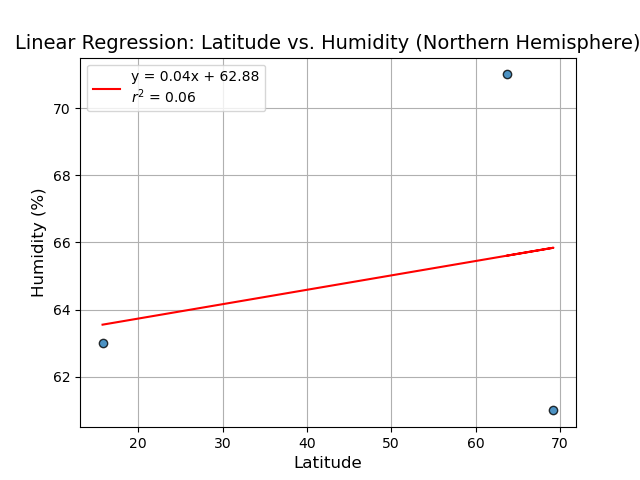 Linear Regression: Latitude vs. Humidity (Northern Hemisphere)
y = 0.04x + 62.88
r² = 0.06
Humidity (%)
70
68
66
64
62
20 30 40 50 60 70
Latitude